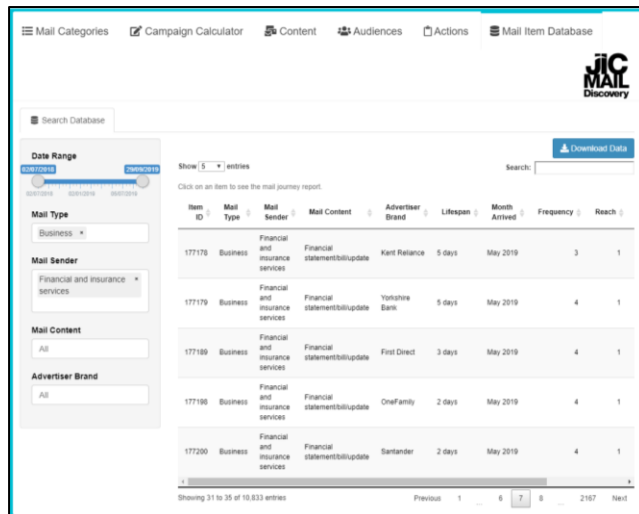 Mail Categories Campaign Calculator Content Audiences Actions Mail Item Database
JIC
MAIL
Discovery
Search Database
Download Data
Date Range
02/07/2018 29/09/2019
Show 5 entries Search:
Click on an item to see the mail journey report.
Mail Type
Business ×
Mail Sender
Financial and insurance services ×
Mail Content
All
Advertiser Brand
All
Item ID Mail Type Mail Sender Mail Content Advertiser Brand Lifespan Month Arrived Frequency Reach
177178 Business Financial and insurance services Financial statement/bill/update Kent Reliance 5 days May 2019 3 1
177179 Business Financial and insurance services Financial statement/bill/update Yorkshire Bank 5 days May 2019 4 1
177189 Business Financial and insurance services Financial statement/bill/update First Direct 3 days May 2019 4 1
177198 Business Financial and insurance services Financial statement/bill/update OneFamily 2 days May 2019 4 1
177200 Business Financial and insurance services Financial statement/bill/update Santander 2 days May 2019 4 1
Showing 31 to 35 of 10,833 entries Previous 1 ... 6 7 8 ... 2167 Next